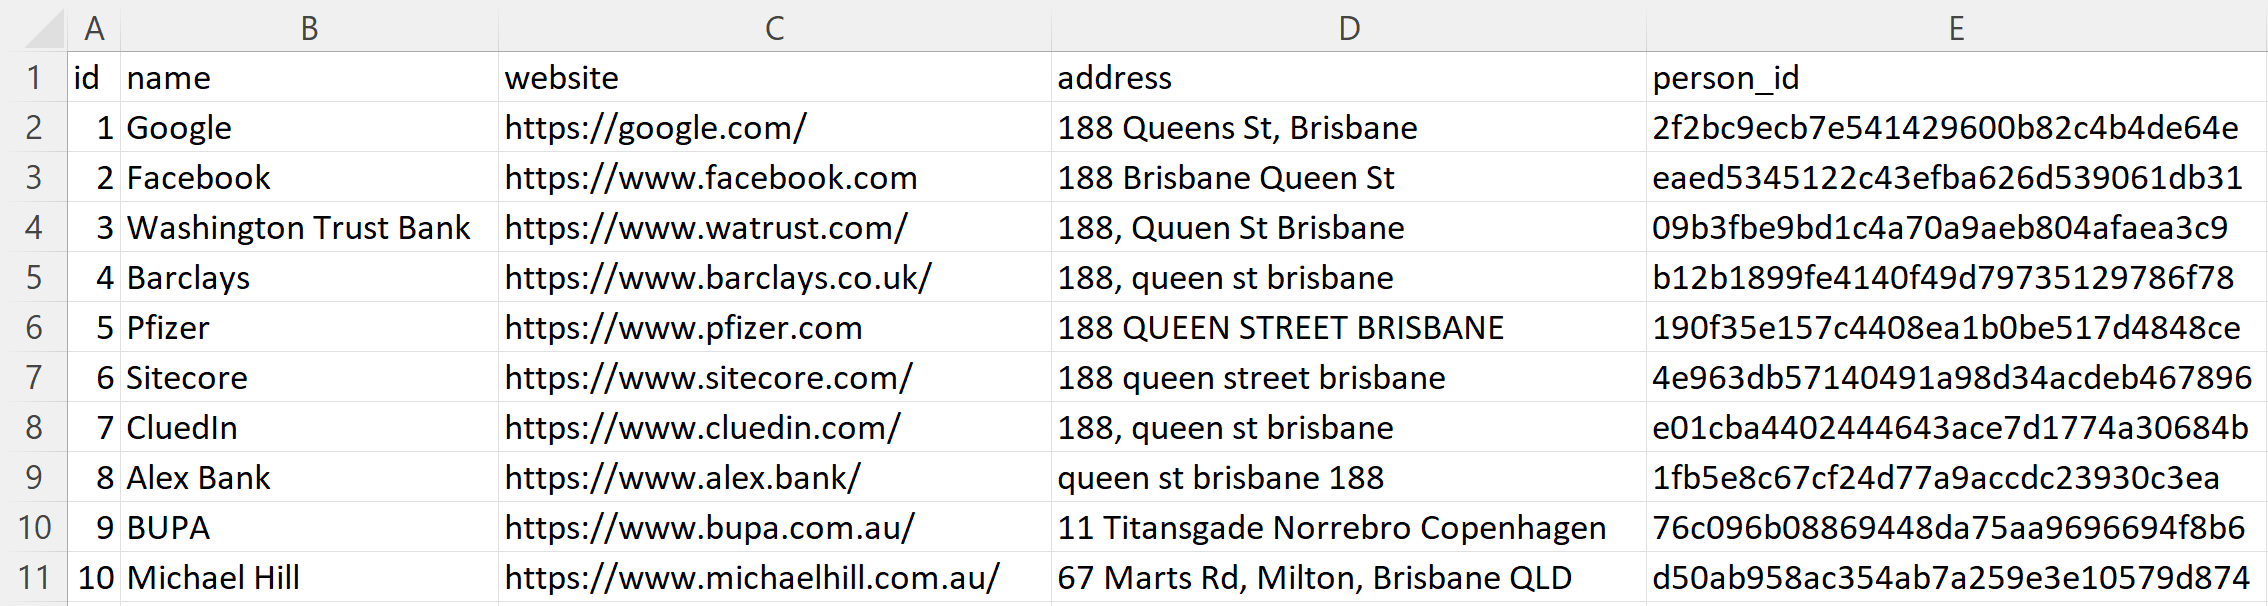 A B C D E
1 id name website address person_id
2 1 Google https://google.com/ 188 Queens St, Brisbane 2f2bc9ecb7e541429600b82c4b4de64e
3 2 Facebook https://www.facebook.com 188 Brisbane Queen St eaed5345122c43efba626d539061db31
4 3 Washington Trust Bank https://www.watrust.com/ 188, Quuen St Brisbane 09b3fbe9bd1c4a70a9aeb804afaea3c9
5 4 Barclays https://www.barclays.co.uk/ 188, queen st brisbane b12b1899fe4140f49d79735129786f78
6 5 Pfizer https://www.pfizer.com 188 QUEEN STREET BRISBANE 190f35e157c4408ea1b0be517d4848ce
7 6 Sitecore https://www.sitecore.com/ 188 queen street brisbane 4e963db57140491a98d34acdeb467896
8 7 CluedIn https://www.cluedin.com/ 188, queen st brisbane e01cba4402444643ace7d1774a30684b
9 8 Alex Bank https://www.alex.bank/ queen st brisbane 188 1fb5e8c67cf24d77a9accdc23930c3ea
10 9 BUPA https://www.bupa.com.au/ 11 Titansgade Norrebro Copenhagen 76c096b08869448da75aa9696694f8b6
11 10 Michael Hill https://www.michaelhill.com.au/ 67 Marts Rd, Milton, Brisbane QLD d50ab958ac354ab7a259e3e10579d874